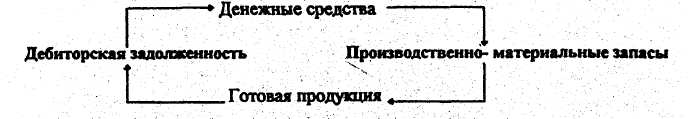 Денежные средства
Дебиторская задолженность Производственно- материальные запасы
Готовая продукция